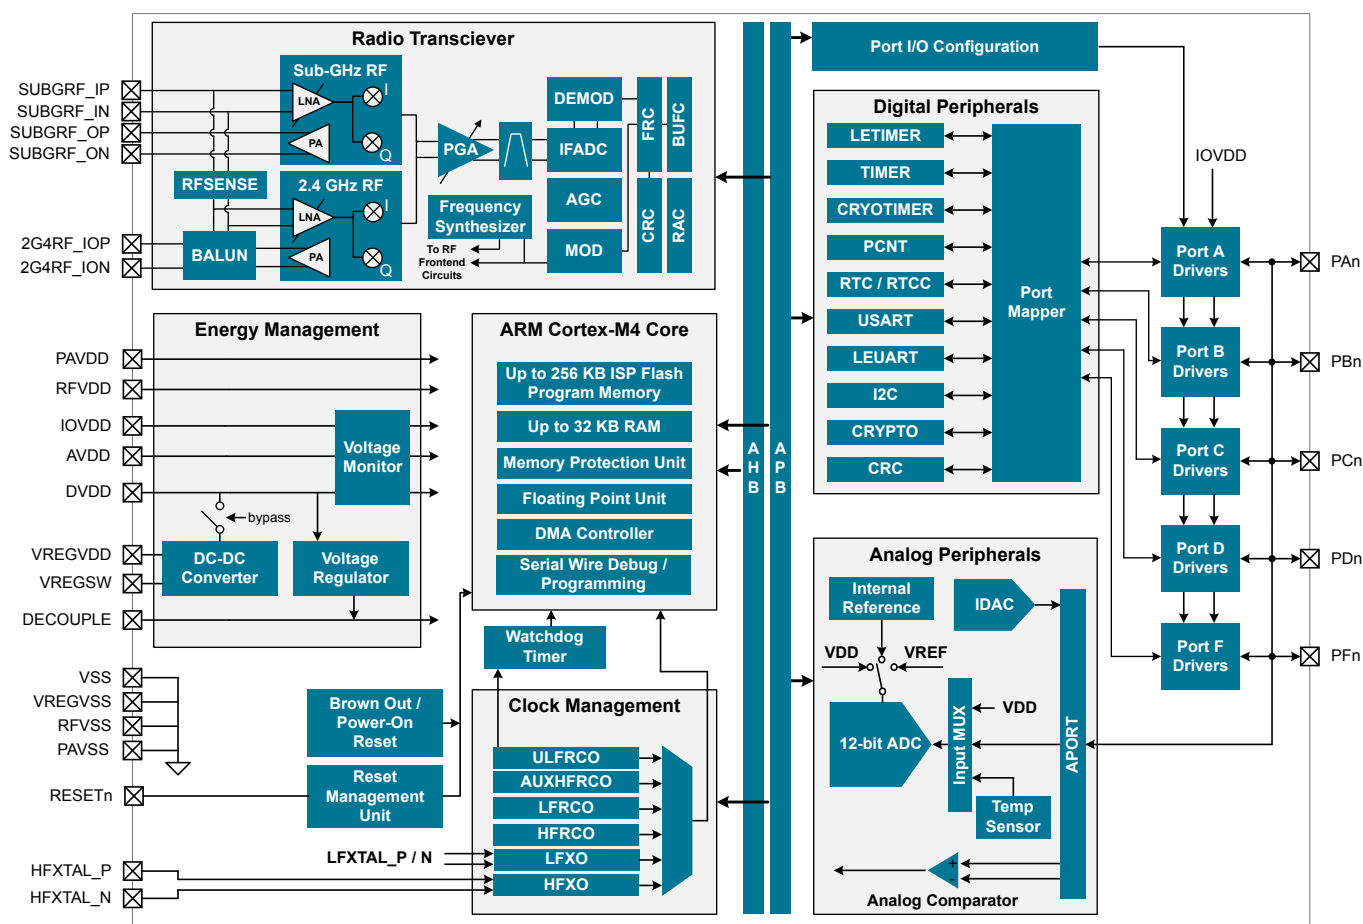 Radio Transciever
SUBGRF_IP
SUBGRF_IN
SUBGRF_OP
SUBGRF_ON
2G4RF_IOP
2G4RF_ION
Sub-GHz RF
LNA
I
PA
Q
RFSENSE
2.4 GHz RF
LNA
I
PA
Q
BALUN
PGA
Frequency
Synthesizer
To RF
Frontend
Circuits
DEMOD
IFADC
AGC
MOD
FRC
BUFC
CRC
RAC
Energy Management
PAVDD
RFVDD
IOVDD
AVDD
DVDD
VREGVDD
VREGSW
DECOUPLE
Voltage
Monitor
bypass
DC-DC
Converter
Voltage
Regulator
VSS
VREGVSS
RFVSS
PAVSS
RESETn
HFXTAL_P
HFXTAL_N
Brown Out /
Power-On
Reset
Reset
Management
Unit
ARM Cortex-M4 Core
Up to 256 KB ISP Flash
Program Memory
Up to 32 KB RAM
Memory Protection Unit
Floating Point Unit
DMA Controller
Serial Wire Debug /
Programming
Watchdog
Timer
Clock Management
ULFRCO
AUXHFRCO
LFRCO
HFRCO
LFXTAL_P / N
LFXO
HFXO
AHB
APB
Port I/O Configuration
Digital Peripherals
LETIMER
TIMER
CRYOTIMER
PCNT
RTC / RTCC
USART
LEUART
I2C
CRYPTO
CRC
Port
Mapper
IOVDD
Port A
Drivers
Port B
Drivers
Port C
Drivers
Port D
Drivers
Port F
Drivers
PAn
PBn
PCn
PDn
PFn
Analog Peripherals
Internal
Reference
IDAC
VDD
VREF
12-bit ADC
Input MUX
VDD
Temp
Sensor
APORT
+
-
Analog Comparator